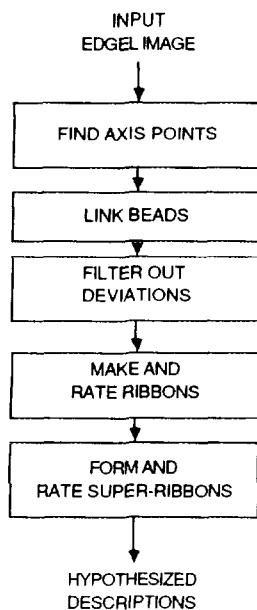 INPUT
EDGEL IMAGE
FIND AXIS POINTS
LINK BEADS
FILTER OUT
DEVIATIONS
MAKE AND
RATE RIBBONS
FORM AND
RATE SUPER-RIBBONS
HYPOTHESIZED
DESCRIPTIONS